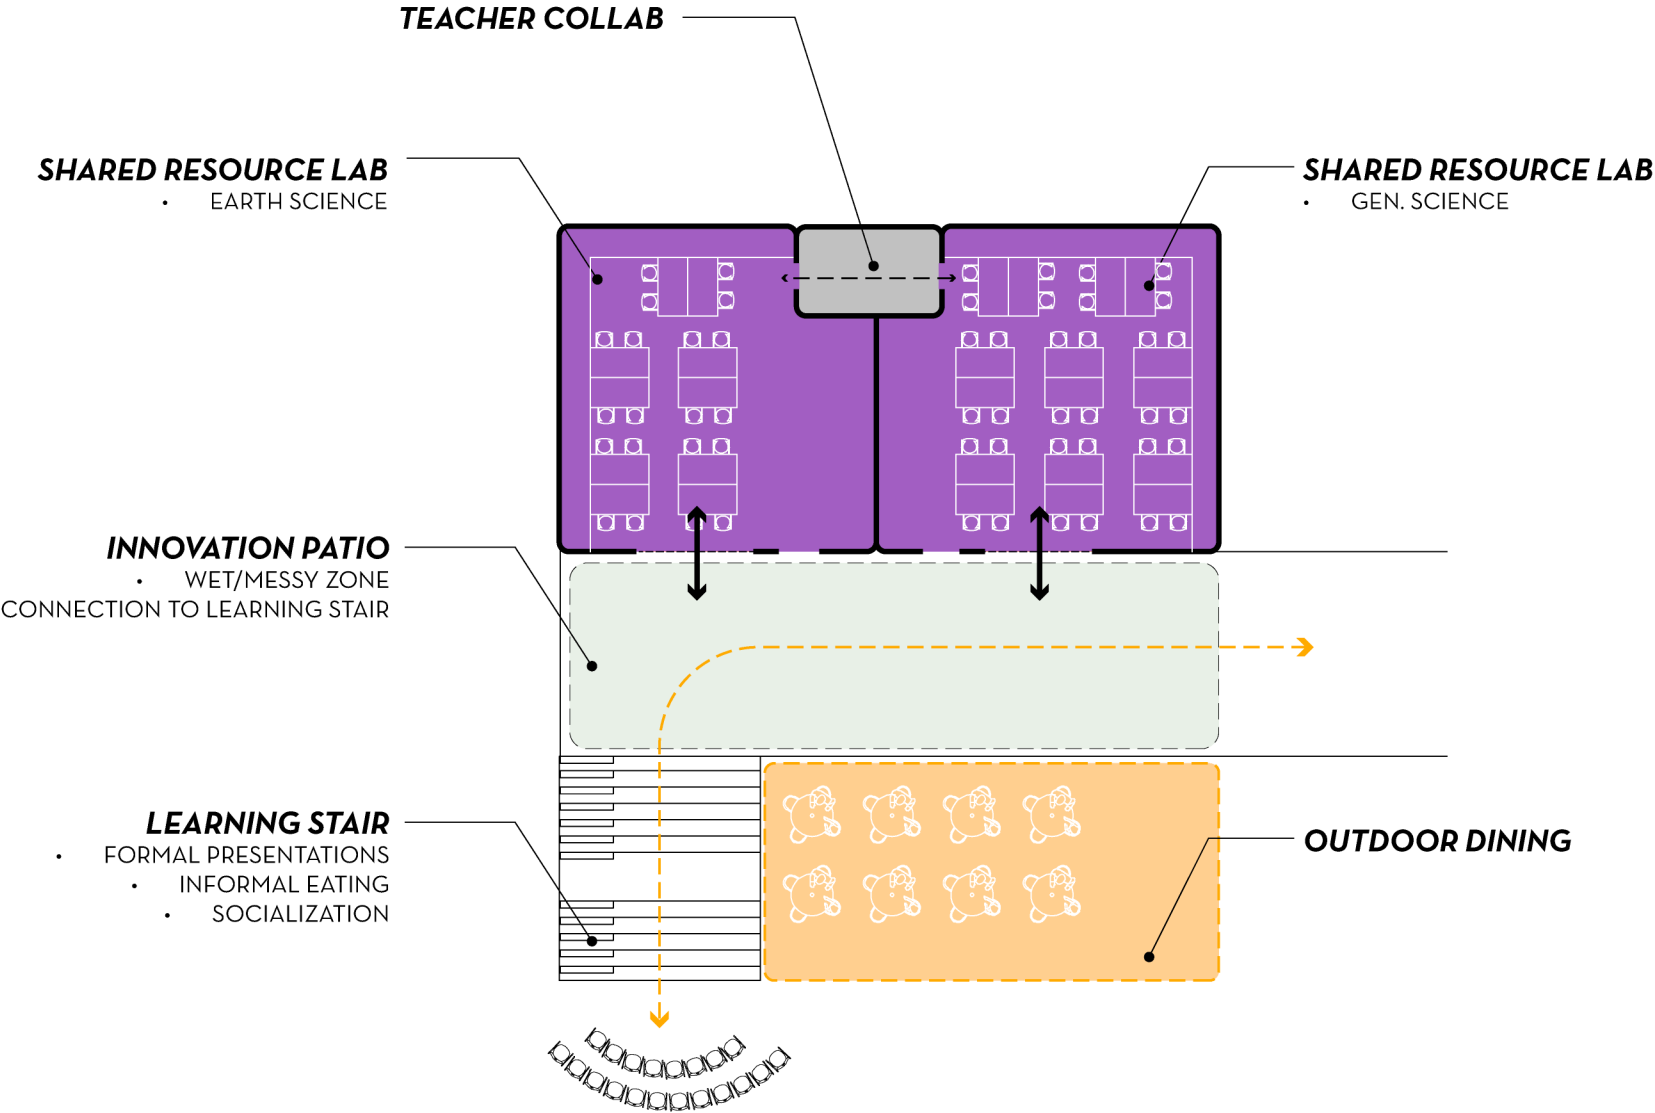 TEACHER COLLAB
SHARED RESOURCE LAB
• EARTH SCIENCE
SHARED RESOURCE LAB
• GEN. SCIENCE
INNOVATION PATIO
• WET/MESSY ZONE
CONNECTION TO LEARNING STAIR
LEARNING STAIR
• FORMAL PRESENTATIONS
• INFORMAL EATING
• SOCIALIZATION
OUTDOOR DINING